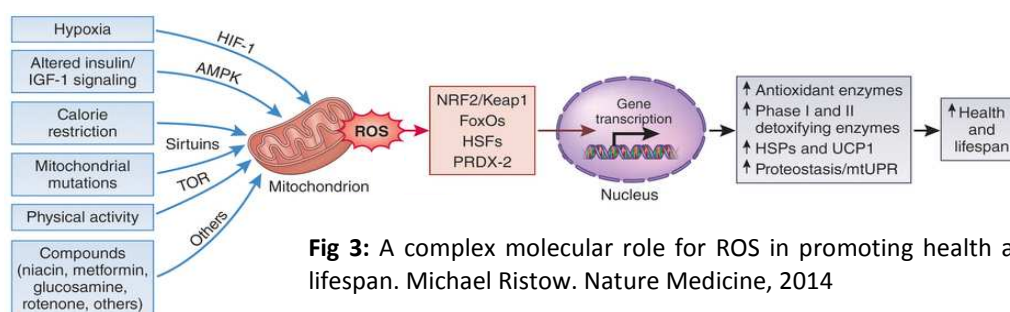 Hypoxia
Altered insulin/
IGF-1 signaling
Calorie
restriction
Mitochondrial
mutations
Physical activity
Compounds
(niacin, metformin,
glucosamine,
rotenone, others)
HIF-1
AMPK
Sirtuins
TOR
Others
Mitochondrion
ROS
NRF2/Keap1
FoxOs
HSFs
PRDX-2
Gene
transcription
Nucleus
Antioxidant enzymes
Phase I and II
detoxifying enzymes
HSPs and UCP1
Proteostasis/mtUPR
Health
and
lifespan
Fig 3: A complex molecular role for ROS in promoting health a
lifespan. Michael Ristow. Nature Medicine, 2014